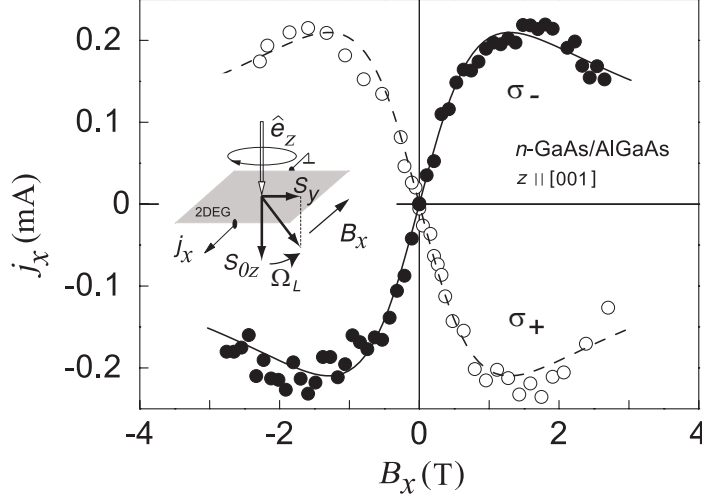 0.2
0.1
0
-0.1
-0.2
j_x (mA)
σ_-
n-GaAs/AlGaAs
z || [001]
ê_z
2DEG
S_y
B_x
j_x
S_0z
Ω_L
σ_+
-4 -2 0 2 4
B_x (T)